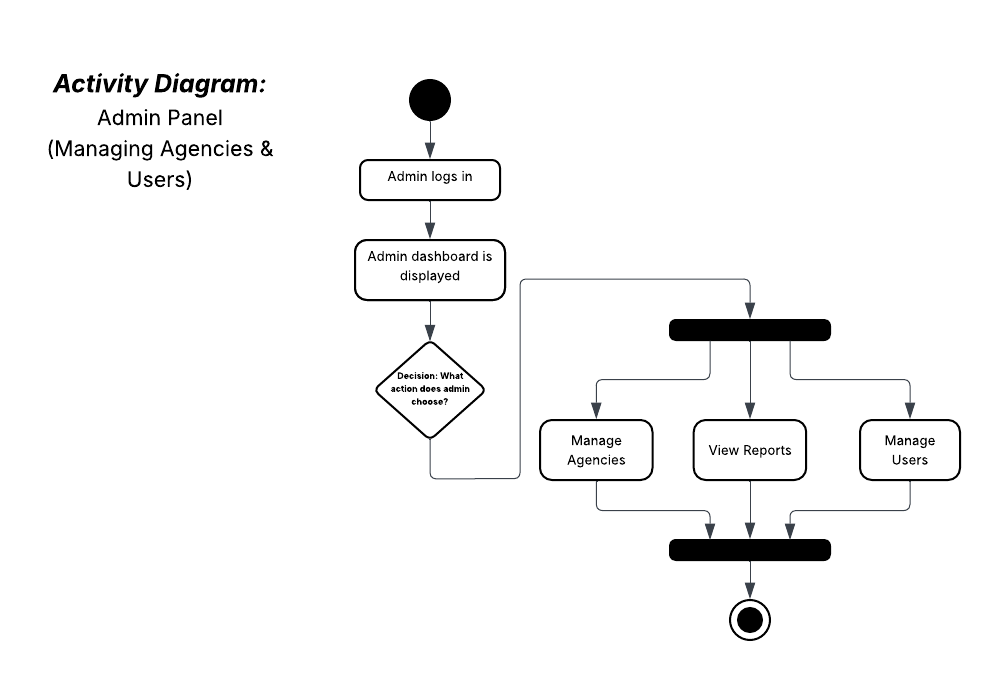 Activity Diagram:
Admin Panel
(Managing Agencies &
Users)
Admin logs in
Admin dashboard is
displayed
Decision: What
action does admin
choose?
Manage
Agencies
View Reports
Manage
Users